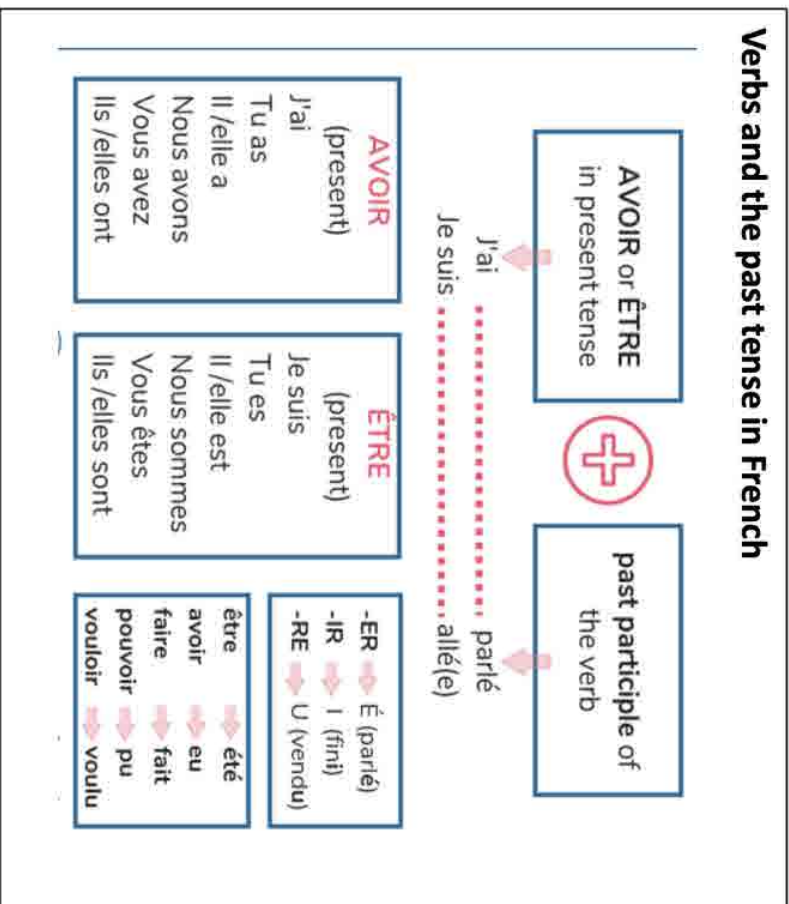 Verbs and the past tense in French
AVOIR or ÊTRE
in present tense
past participle of
the verb
J'ai parlé
Je suis allé(e)
AVOIR
(present)
J'ai
Tu as
Il /elle a
Nous avons
Vous avez
Ils /elles ont
ÊTRE
(present)
Je suis
Tu es
Il /elle est
Nous sommes
Vous êtes
Ils /elles sont
-ER É (parlé)
-IR I (fini)
-RE U (vendu)
être été
avoir eu
faire fait
pouvoir pu
vouloir voulu